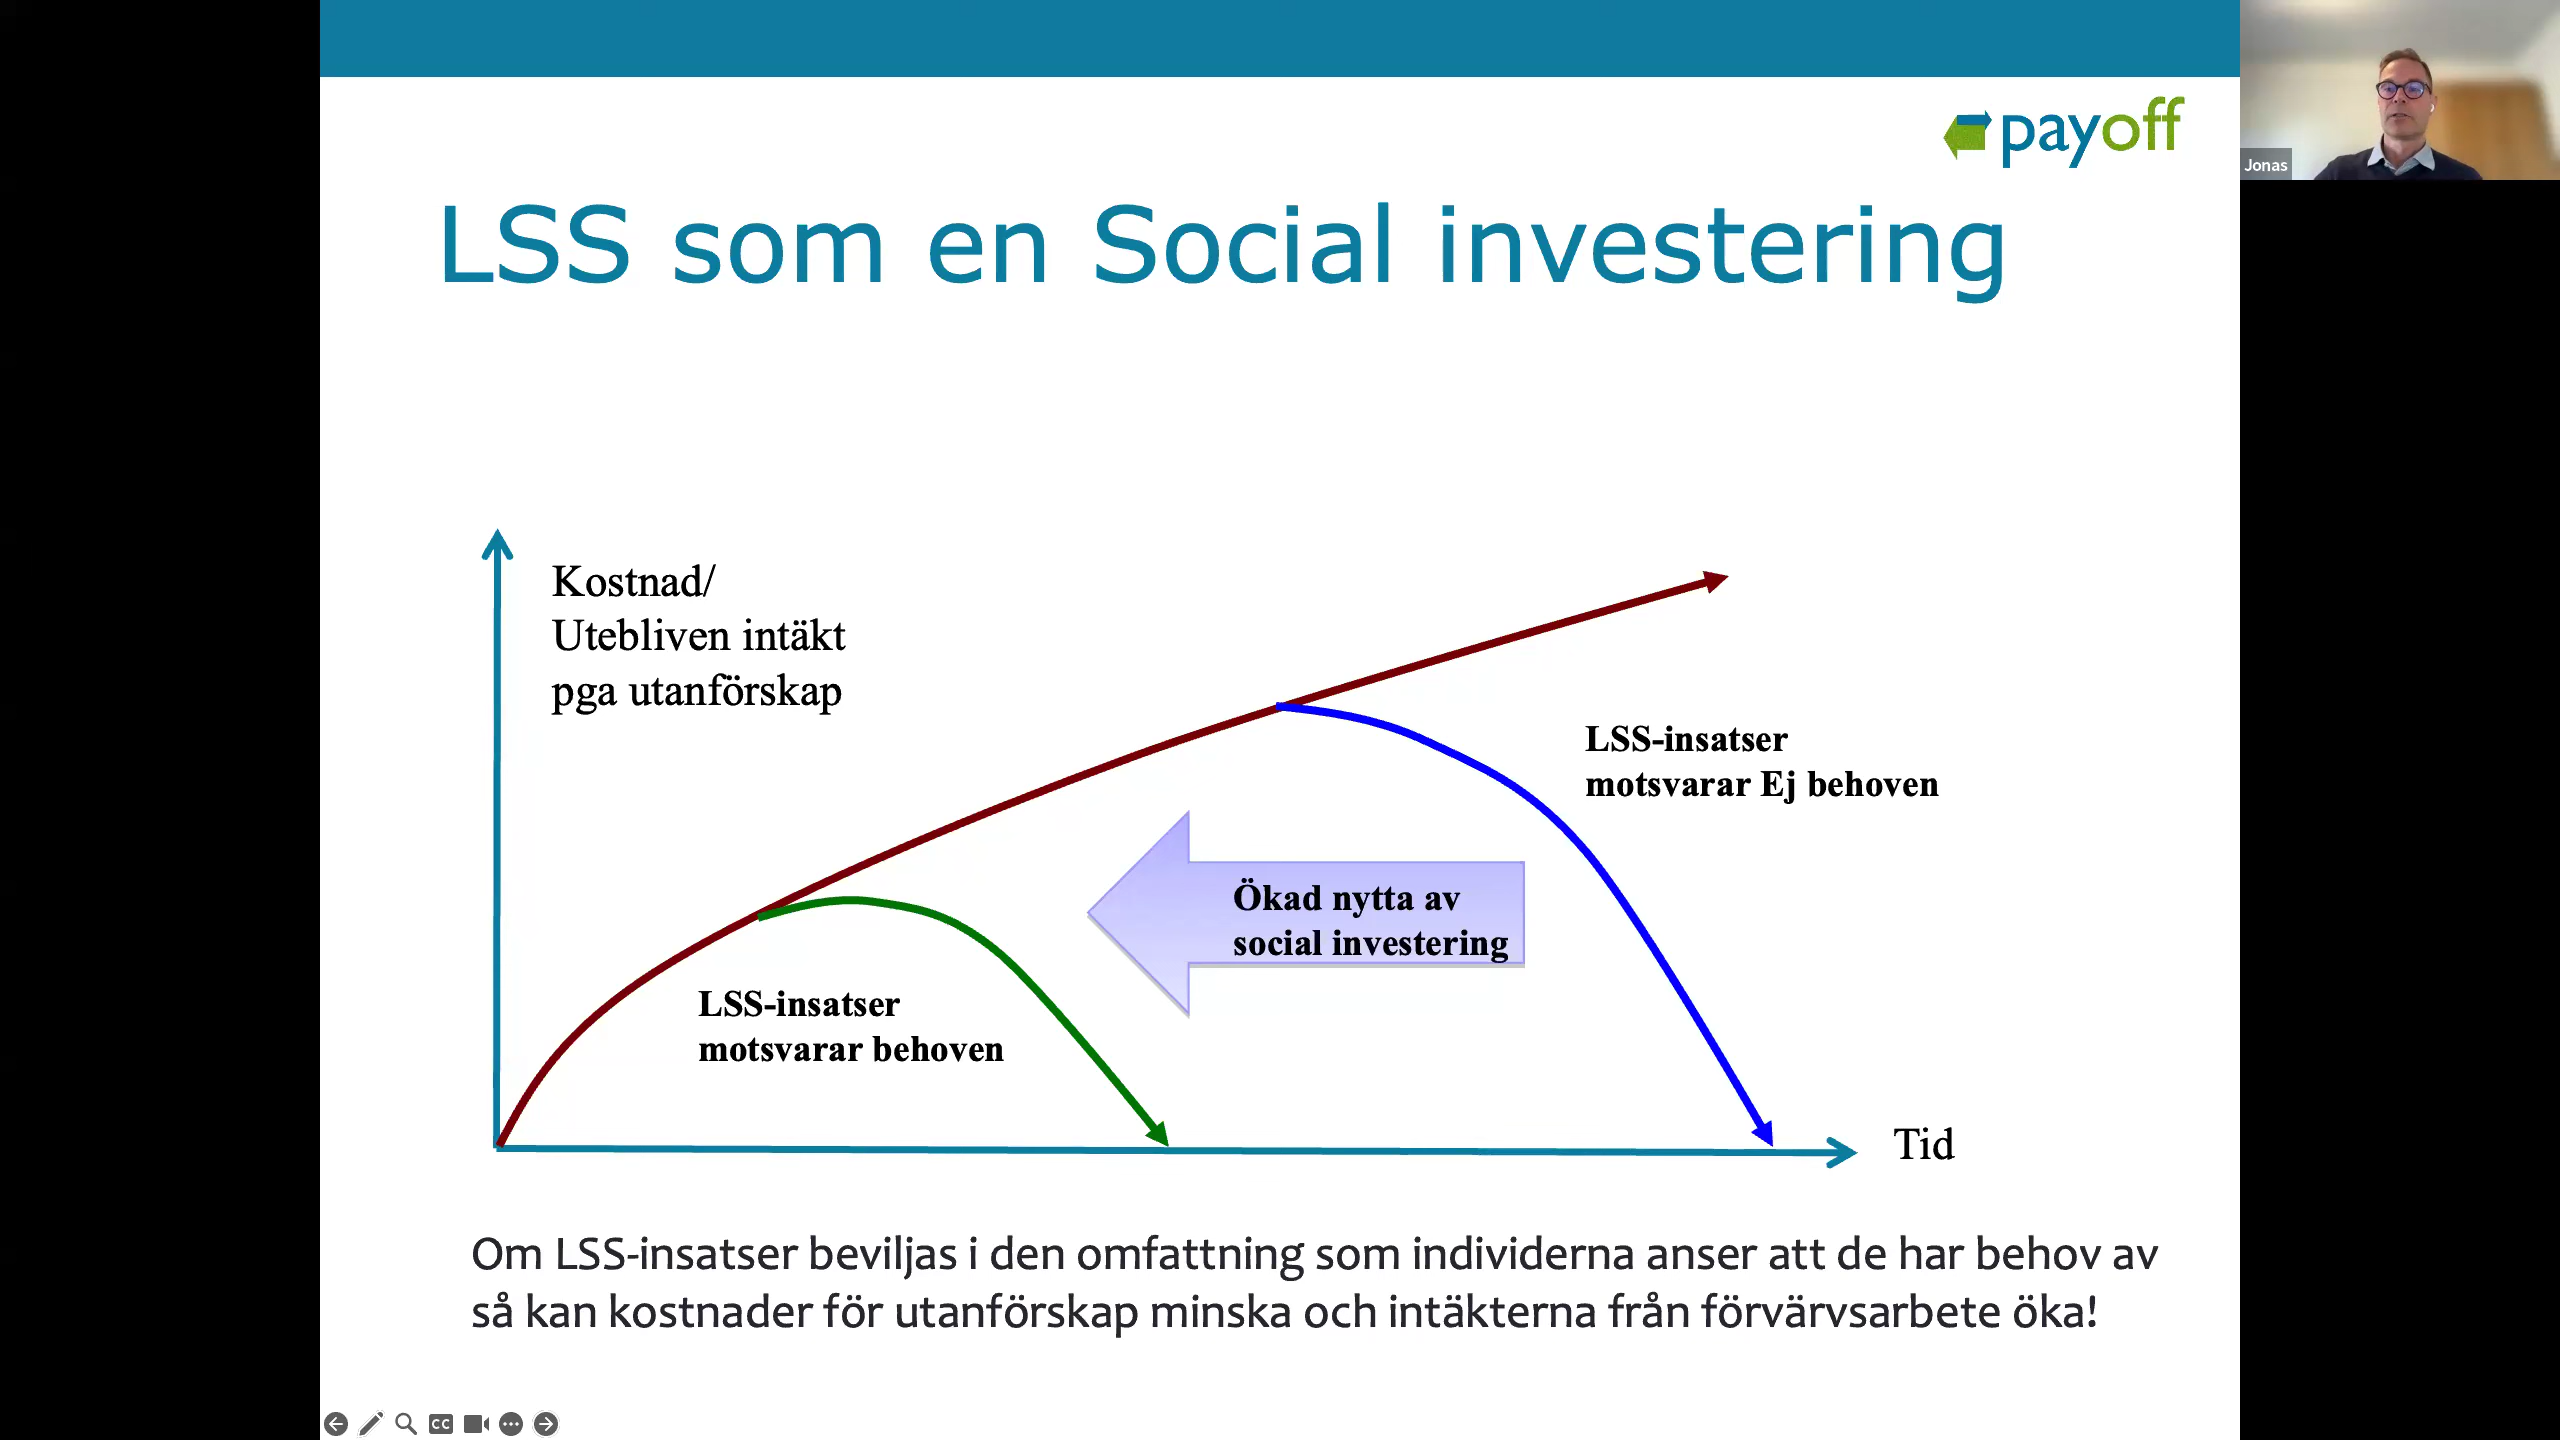 payoff
Jonas
LSS som en Social investering
Kostnad/
Utebliven intäkt
pga utanförskap
LSS-insatser
motsvarar Ej behoven
Ökad nytta av
social investering
LSS-insatser
motsvarar behoven
Tid
Om LSS-insatser beviljas i den omfattning som individerna anser att de har behov av
så kan kostnader för utanförskap minska och intäkterna från förvärvsarbete öka!
CC